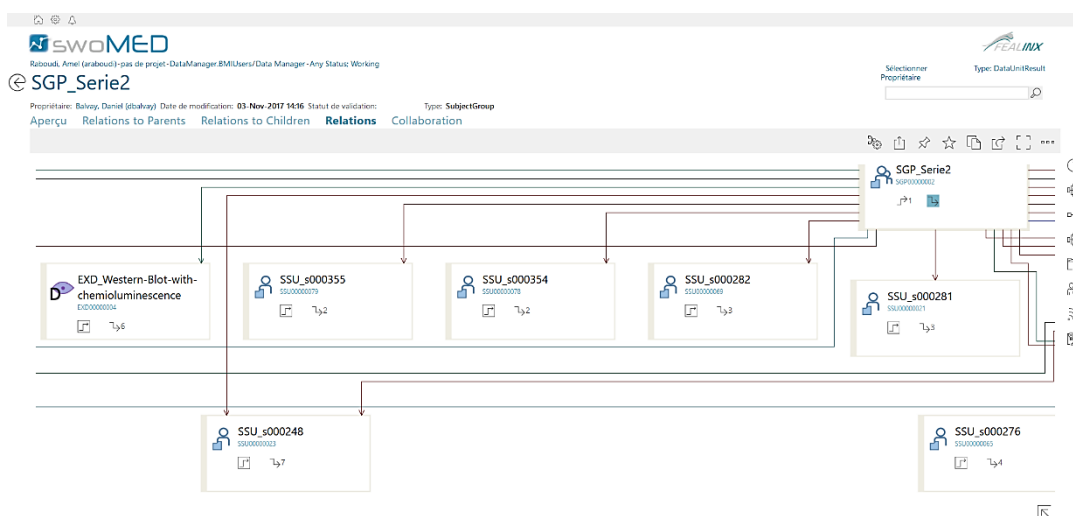 swoMED
FEALINX
Raboudi, Amel (araboudi)-pas de projet-DataManager.BMIUsers/Data Manager-Any Status: Working
SGP_Serie2
Sélectionner
Propriétaire
Type: DataUnitResult
Propriétaire: Balvay, Daniel (dbalvay) Date de modification: 03-Nov-2017 14:16 Statut de validation: Type: SubjectGroup
Aperçu Relations to Parents Relations to Children Relations Collaboration
SGP_Serie2
SGP00000002
1
EXD_Western-Blot-with-
chemioluminescence
EXD00000004
6
SSU_s000355
SSU00000079
2
SSU_s000354
SSU00000078
2
SSU_s000282
SSU00000069
3
SSU_s000281
SSU00000021
3
SSU_s000248
SSU00000023
7
SSU_s000276
SSU00000065
4